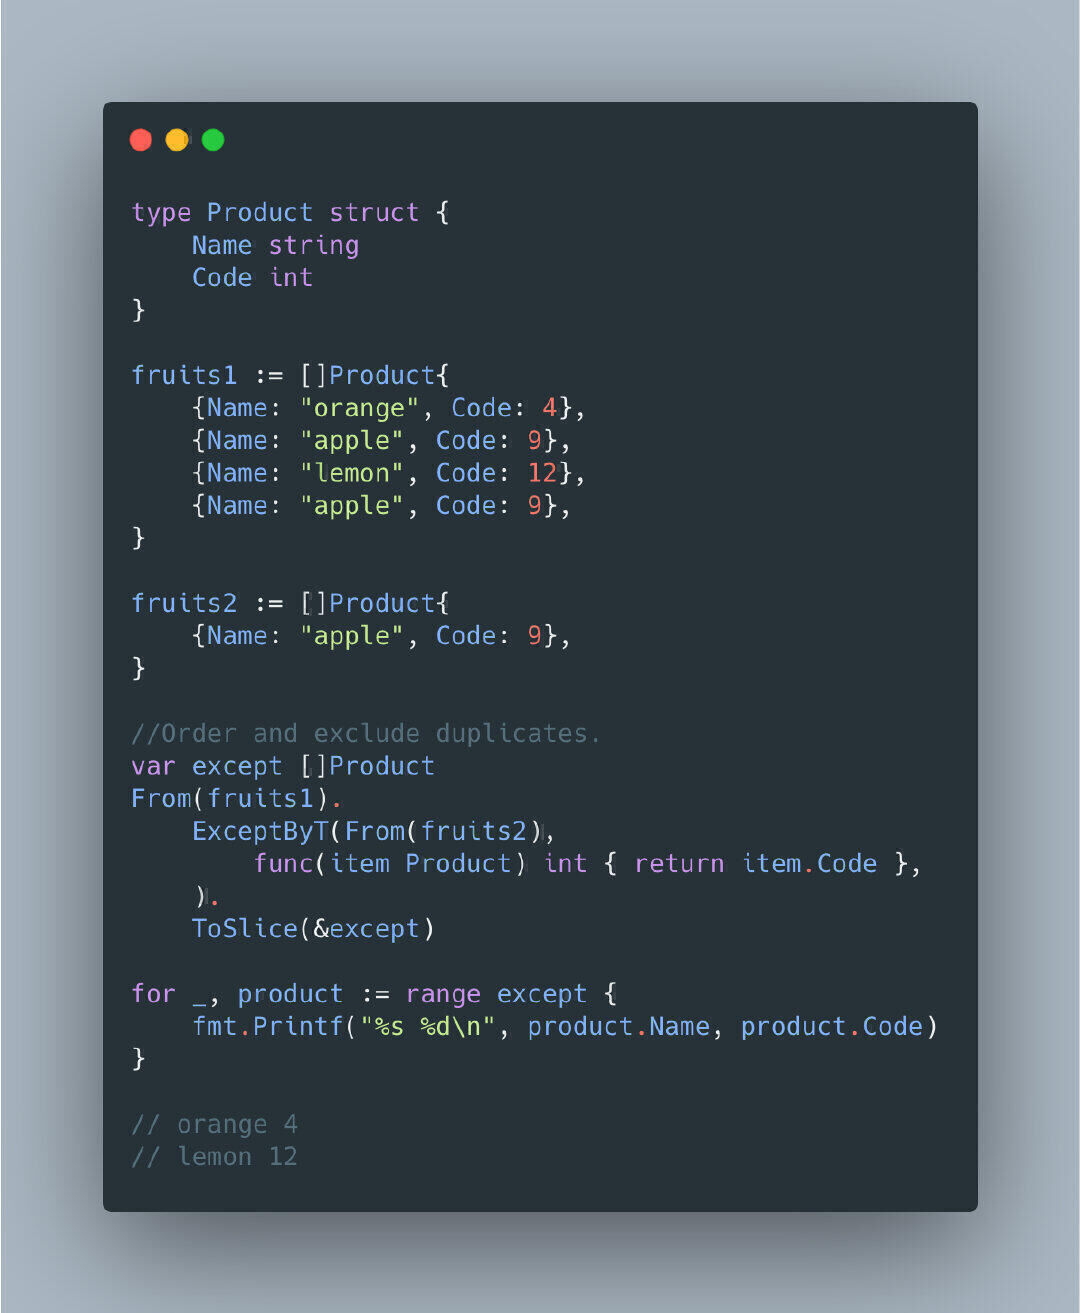 type Product struct {
    Name string
    Code int
}

fruits1 := []Product{
    {Name: "orange", Code: 4},
    {Name: "apple", Code: 9},
    {Name: "lemon", Code: 12},
    {Name: "apple", Code: 9},
}

fruits2 := []Product{
    {Name: "apple", Code: 9},
}

//Order and exclude duplicates.
var except []Product
From(fruits1).
    ExceptByT(From(fruits2),
        func(item Product) int { return item.Code },
    ).
    ToSlice(&except)

for _, product := range except {
    fmt.Printf("%s %d\n", product.Name, product.Code)
}

// orange 4
// lemon 12